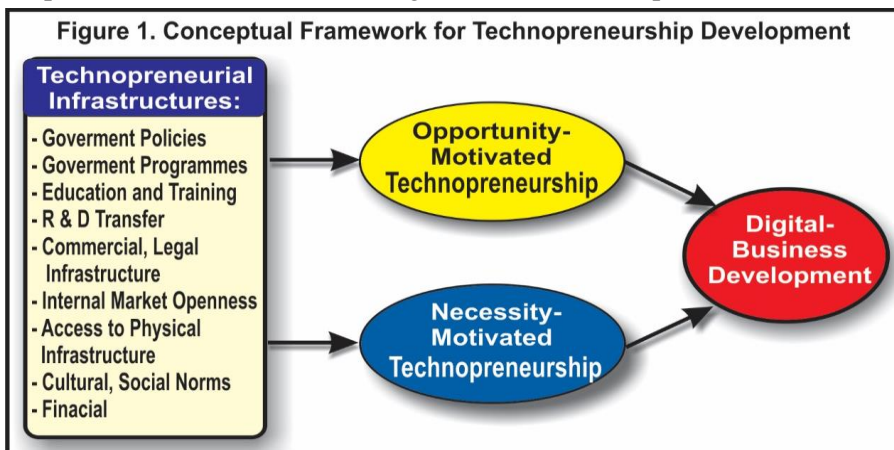 Figure 1. Conceptual Framework for Technopreneurship Development
Technopreneurial
Infrastructures:
- Goverment Policies
- Goverment Programmes
- Education and Training
- R & D Transfer
- Commercial, Legal
Infrastructure
- Internal Market Openness
- Access to Physical
Infrastructure
- Cultural, Social Norms
- Finacial
Opportunity-
Motivated
Technopreneurship
Necessity-
Motivated
Technopreneurship
Digital-
Business
Development